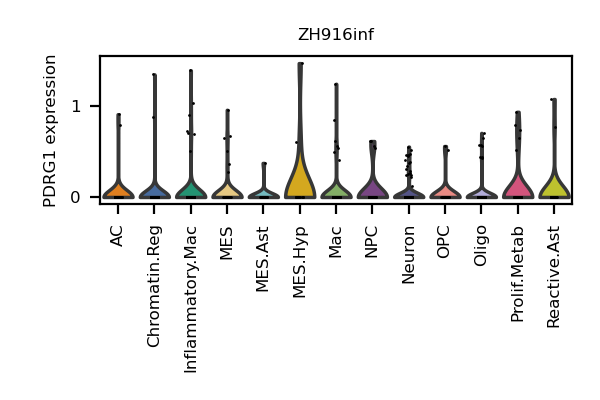 ZH916inf
PDRG1 expression
1
0
AC
Chromatin.Reg
Inflammatory.Mac
MES
MES.Ast
MES.Hyp
Mac
NPC
Neuron
OPC
Oligo
Prolif.Metab
Reactive.Ast